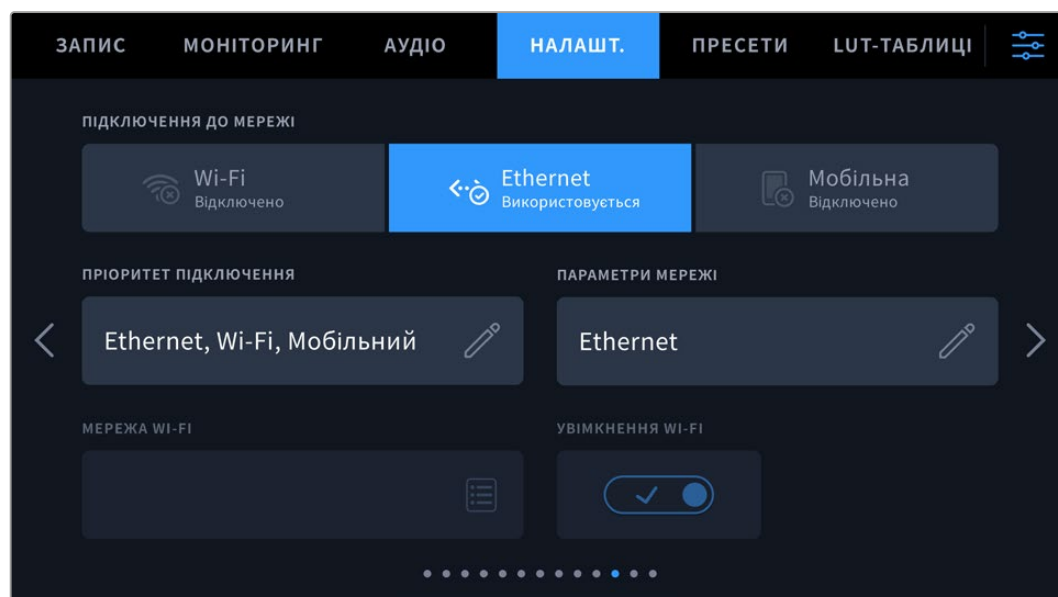 ЗАПИС МОНІТОРИНГ АУДІО НАЛАШТ. ПРЕСЕТИ LUT-ТАБЛИЦІ
ПІДКЛЮЧЕННЯ ДО МЕРЕЖІ
Wi-Fi
Відключено
Ethernet
Використовується
Мобільна
Відключено
ПРІОРИТЕТ ПІДКЛЮЧЕННЯ
Ethernet, Wi-Fi, Мобільний
ПАРАМЕТРИ МЕРЕЖІ
Ethernet
МЕРЕЖА WI-FI
УВІМКНЕННЯ WI-FI